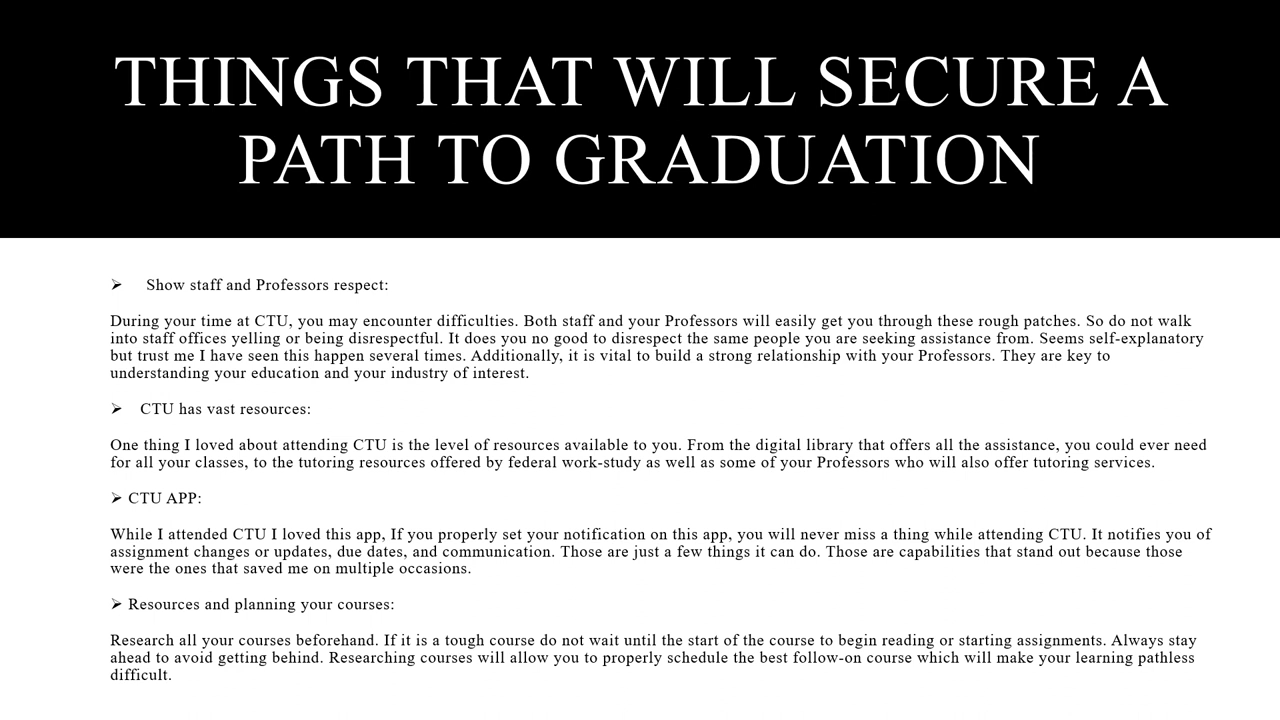 THINGS THAT WILL SECURE A
PATH TO GRADUATION
➢ Show staff and Professors respect:
During your time at CTU, you may encounter difficulties. Both staff and your Professors will easily get you through these rough patches. So do not walk
into staff offices yelling or being disrespectful. It does you no good to disrespect the same people you are seeking assistance from. Seems self-explanatory
but trust me I have seen this happen several times. Additionally, it is vital to build a strong relationship with your Professors. They are key to
understanding your education and your industry of interest.
➢ CTU has vast resources:
One thing I loved about attending CTU is the level of resources available to you. From the digital library that offers all the assistance, you could ever need
for all your classes, to the tutoring resources offered by federal work-study as well as some of your Professors who will also offer tutoring services.
➢ CTU APP:
While I attended CTU I loved this app, If you properly set your notification on this app, you will never miss a thing while attending CTU. It notifies you of
assignment changes or updates, due dates, and communication. Those are just a few things it can do. Those are capabilities that stand out because those
were the ones that saved me on multiple occasions.
➢ Resources and planning your courses:
Research all your courses beforehand. If it is a tough course do not wait until the start of the course to begin reading or starting assignments. Always stay
ahead to avoid getting behind. Researching courses will allow you to properly schedule the best follow-on course which will make your learning pathless
difficult.